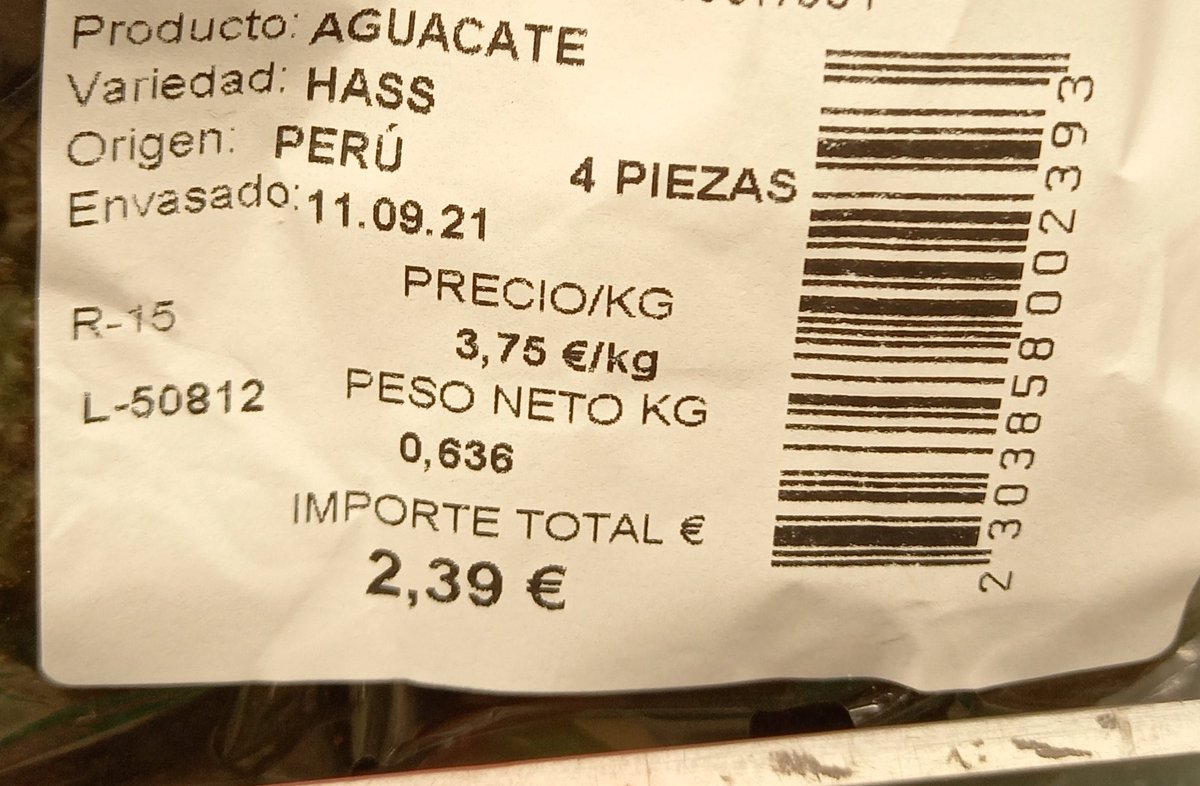 Producto: AGUACATE
Variedad: HASS
Origen: PERÚ
4 PIEZAS
Envasado: 11.09.21
PRECIO/KG
R-15
3,75 €/kg
L-50812
PESO NETO KG
0,636
IMPORTE TOTAL €
2,39 €
2303858002393